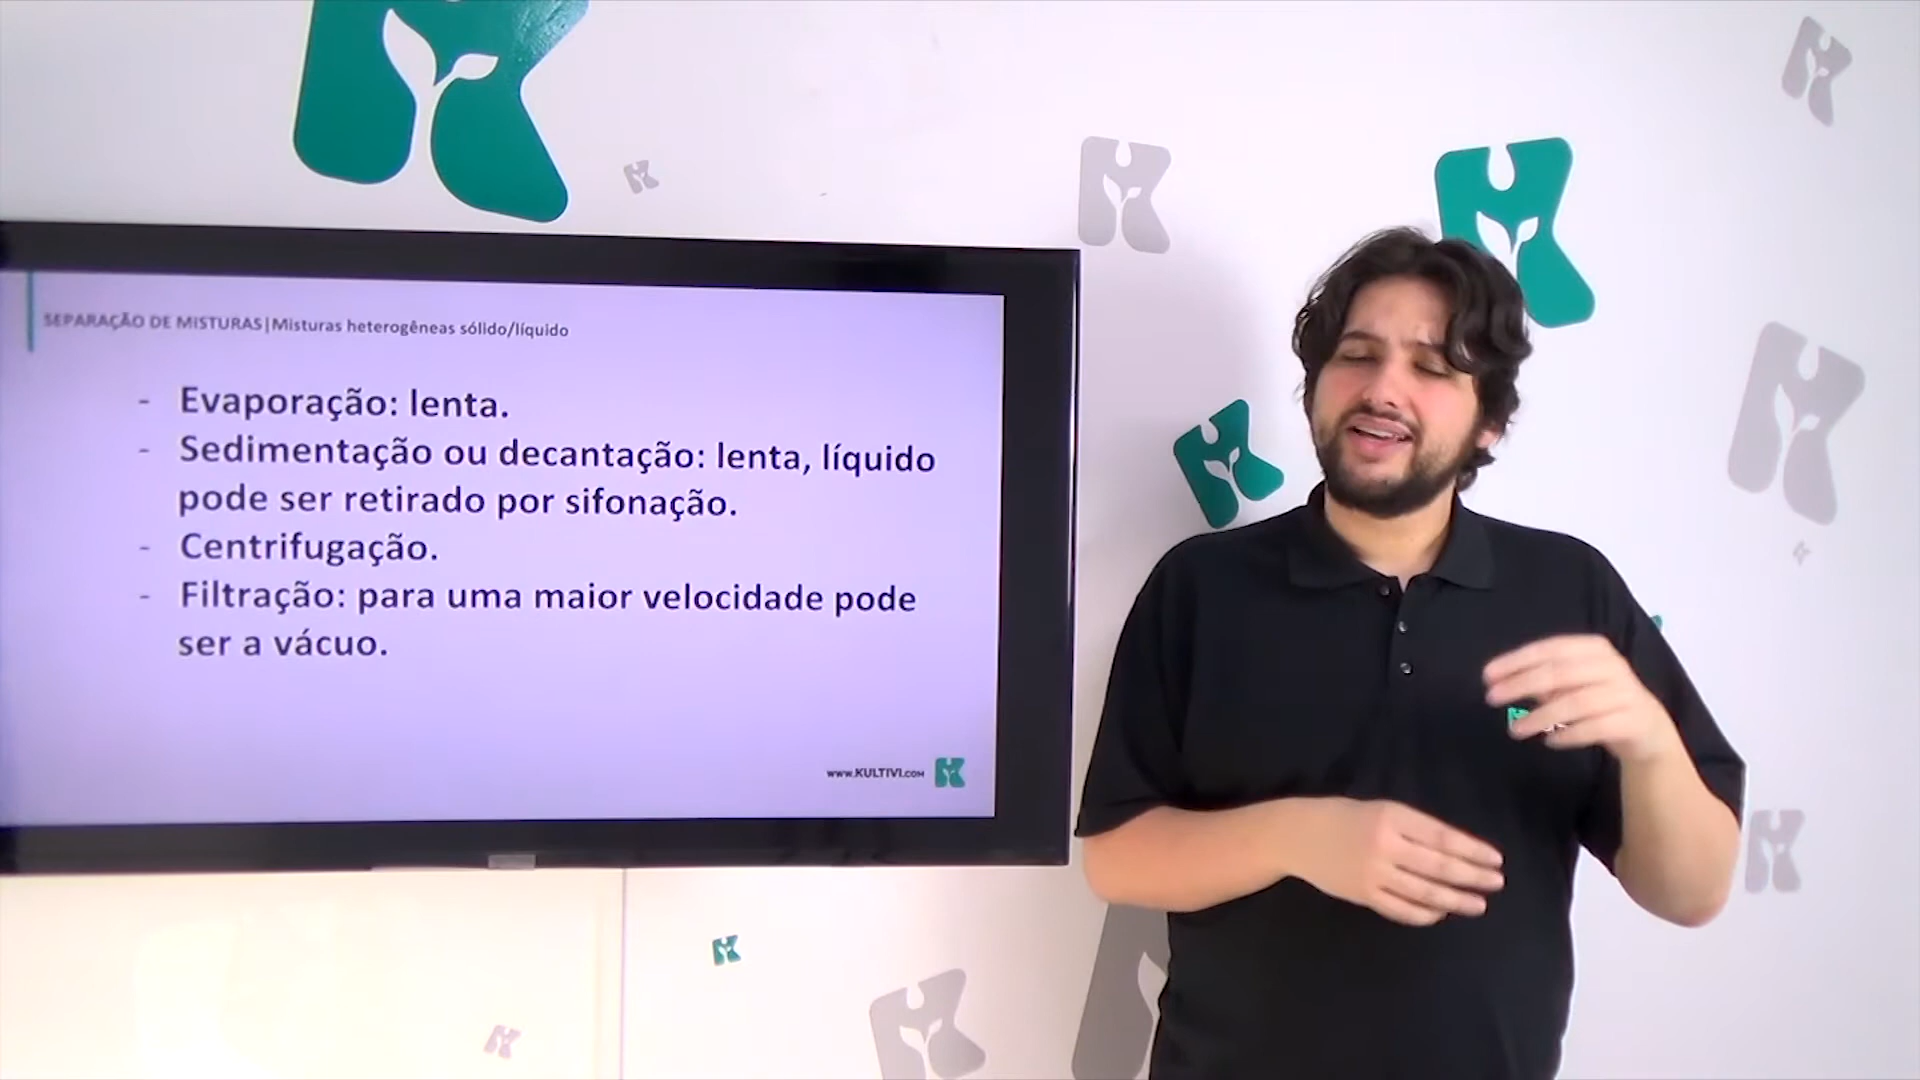 SEPARAÇÃO DE MISTURAS|Misturas heterogêneas sólido/líquido
- Evaporação: lenta.
- Sedimentação ou decantação: lenta, líquido
pode ser retirado por sifonação.
- Centrifugação.
- Filtração: para uma maior velocidade pode
ser a vácuo.
www.KULTIVI.COM